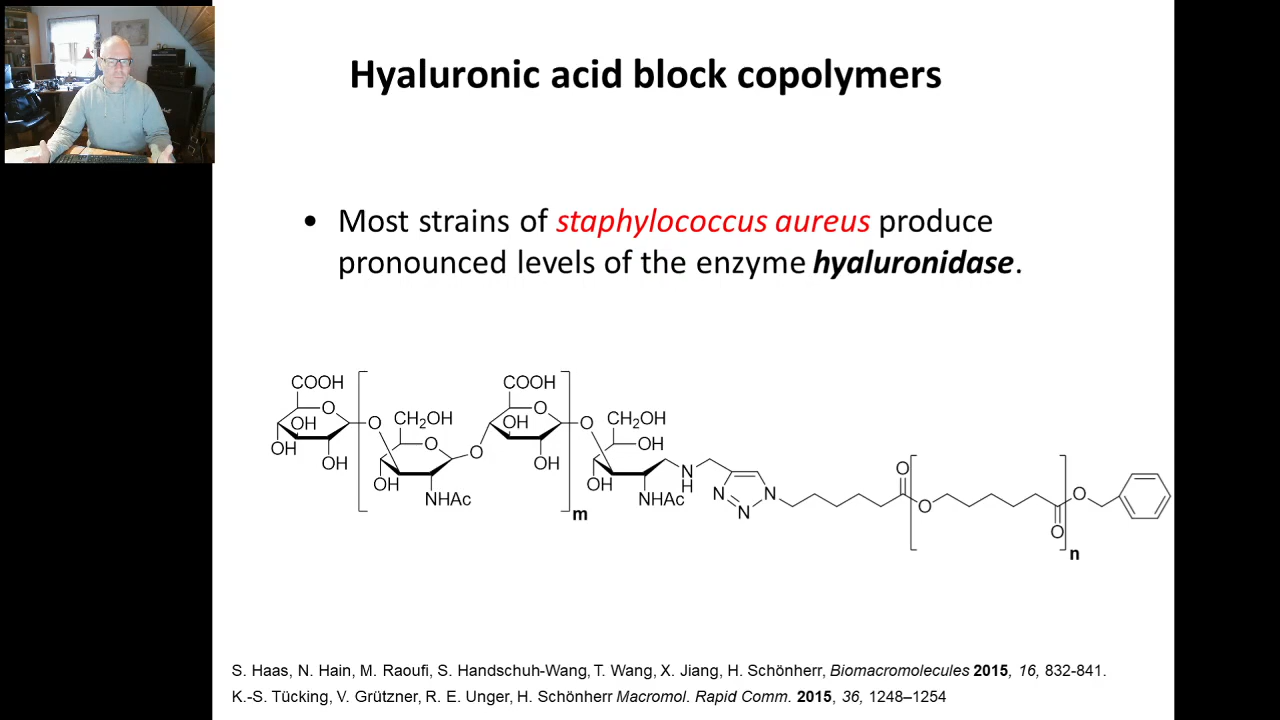 Hyaluronic acid block copolymers
• Most strains of staphylococcus aureus produce
pronounced levels of the enzyme hyaluronidase.
COOH
COOH
O
OH
OH
OH
O
CH2OH
O
OH
NHAc
O
O
OH
OH
m
O
CH2OH
OH
OH
NHAc
N
H
N
N
N
O
O
O
O
n
S. Haas, N. Hain, M. Raoufi, S. Handschuh-Wang, T. Wang, X. Jiang, H. Schönherr, Biomacromolecules 2015, 16, 832-841.
K.-S. Tücking, V. Grützner, R. E. Unger, H. Schönherr Macromol. Rapid Comm. 2015, 36, 1248–1254